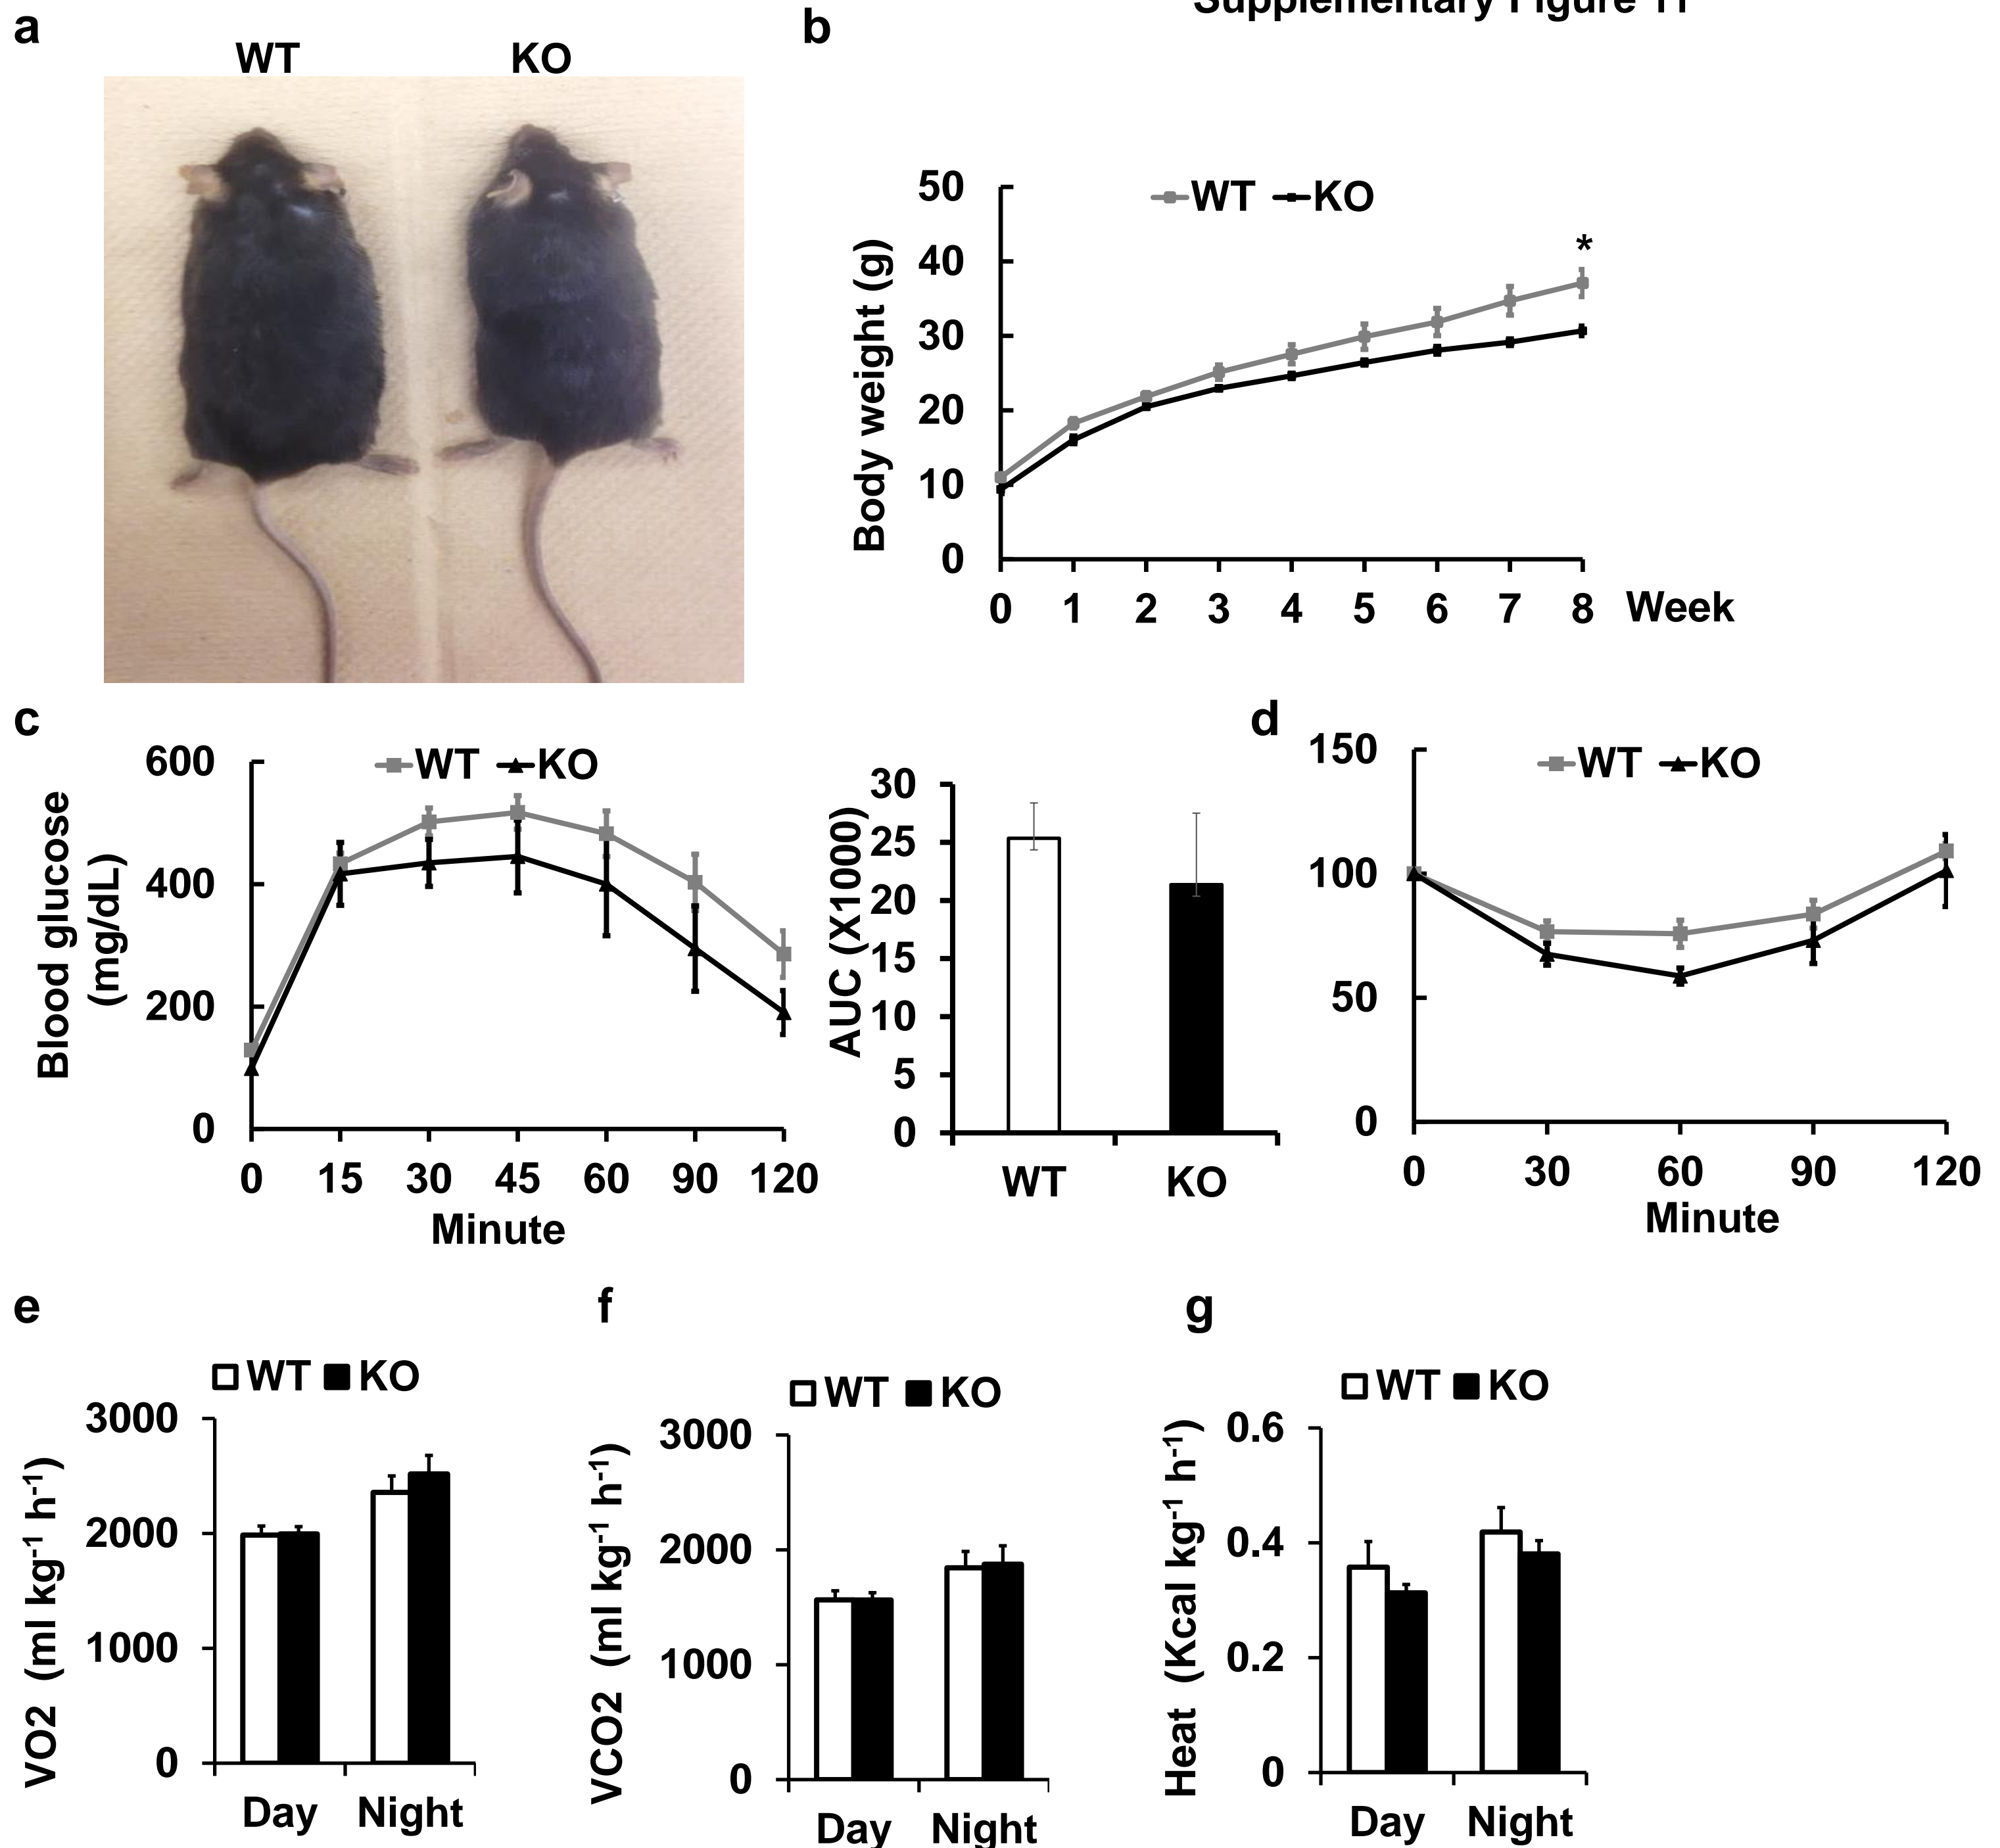 Supplementary Figure 11
a
WT KO
b
WT KO
50
40
30
20
10
0
Body weight (g)
*
0 1 2 3 4 5 6 7 8 Week
c
WT KO
600
400
200
0
Blood glucose
(mg/dL)
0 15 30 45 60 90 120
Minute
30
25
20
15
10
5
0
AUC (X1000)
WT KO
d
WT KO
150
100
50
0
0 30 60 90 120
Minute
e
WT KO
3000
2000
1000
0
VO2 (ml kg-1 h-1)
Day Night
f
WT KO
3000
2000
1000
0
VCO2 (ml kg-1 h-1)
Day Night
g
WT KO
0.6
0.4
0.2
0
Heat (Kcal kg-1 h-1)
Day Night